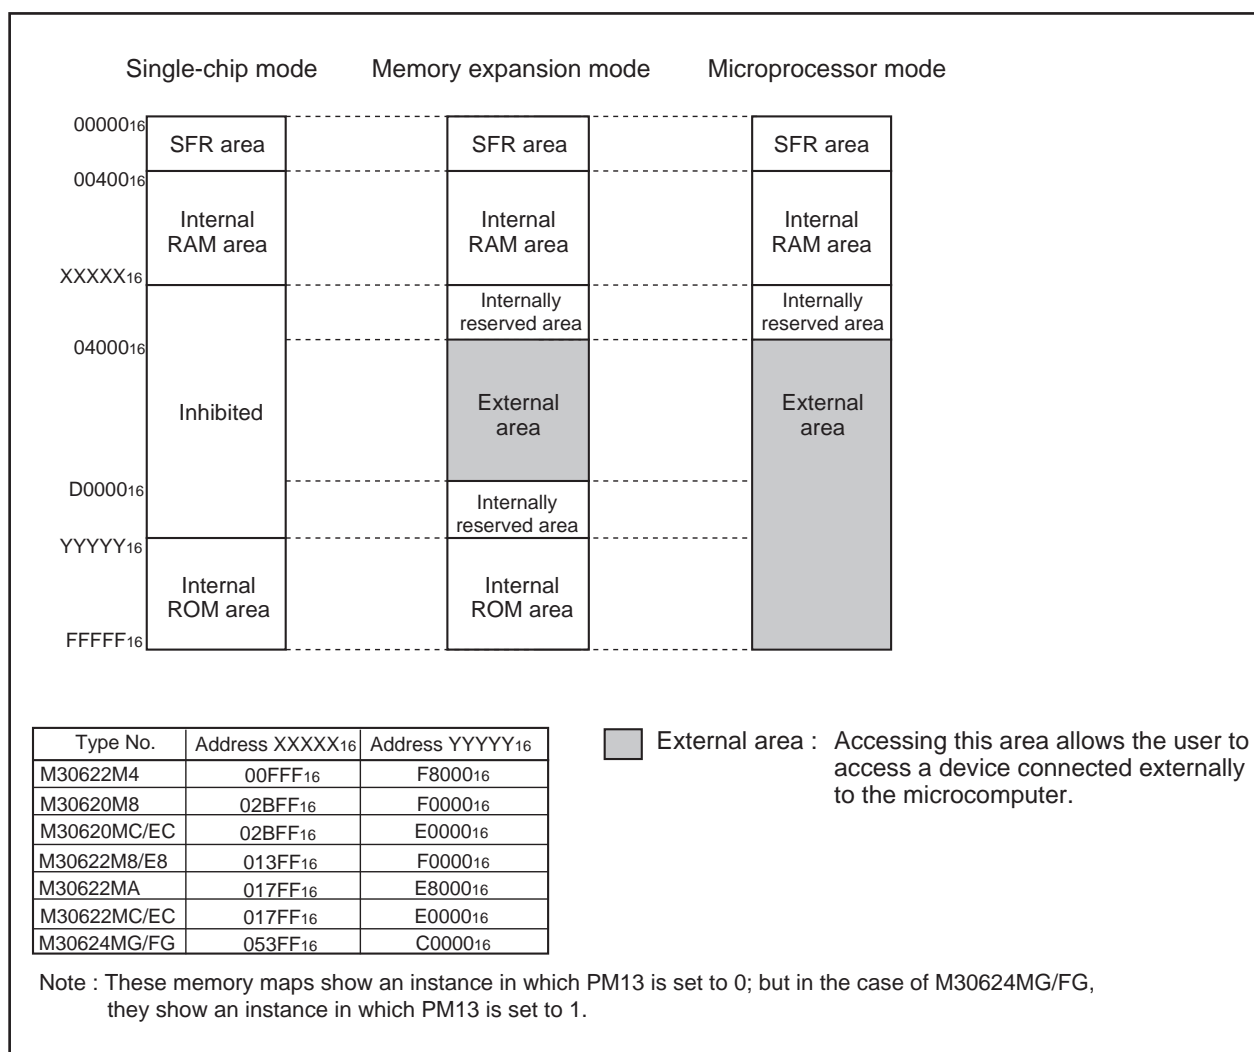 Single-chip mode Memory expansion mode Microprocessor mode
0000016
SFR area SFR area SFR area
0040016
Internal RAM area Internal RAM area Internal RAM area
XXXXX16
Internally reserved area Internally reserved area
0400016
Inhibited External area External area
D000016
Internally reserved area
YYYYY16
Internal ROM area Internal ROM area
FFFFF16
Type No. Address XXXXX16 Address YYYYY16
M30622M4 00FFF16 F800016
M30620M8 02BFF16 F000016
M30620MC/EC 02BFF16 E000016
M30622M8/E8 013FF16 F000016
M30622MA 017FF16 E800016
M30622MC/EC 017FF16 E000016
M30624MG/FG 053FF16 C000016
External area : Accessing this area allows the user to
access a device connected externally
to the microcomputer.
Note : These memory maps show an instance in which PM13 is set to 0; but in the case of M30624MG/FG,
they show an instance in which PM13 is set to 1.